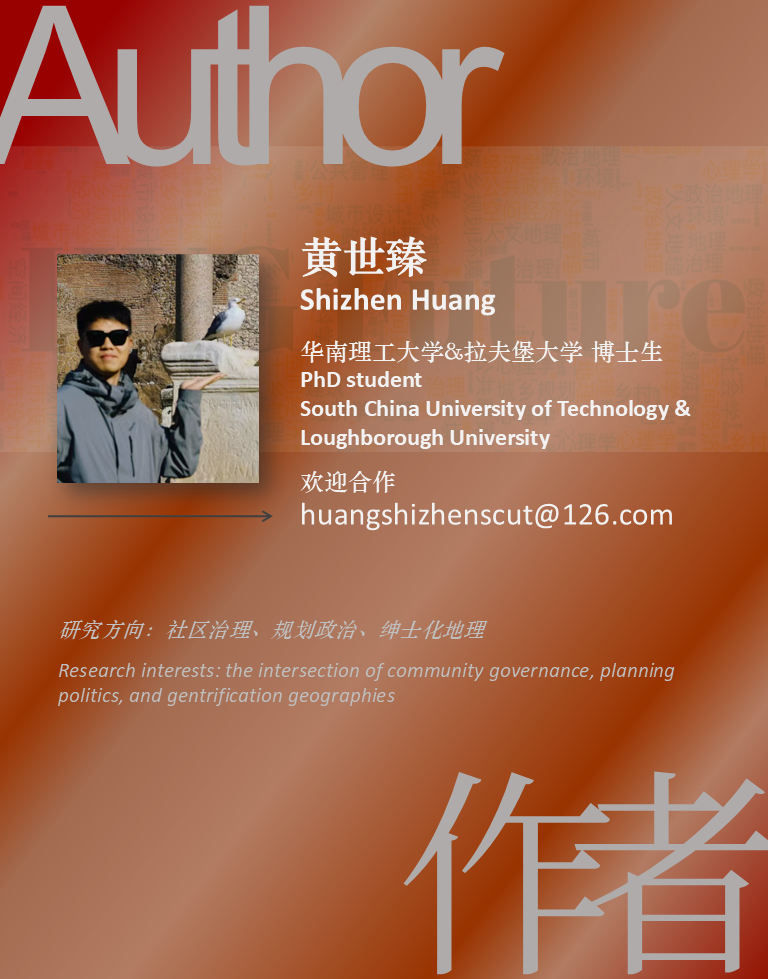 Author
黄世臻
Shizhen Huang
华南理工大学&拉夫堡大学 博士生
PhD student
South China University of Technology &
Loughborough University
欢迎合作
huangshizhenscut@126.com
研究方向：社区治理、规划政治、绅士化地理
Research interests: the intersection of community governance, planning
politics, and gentrification geographies
作者